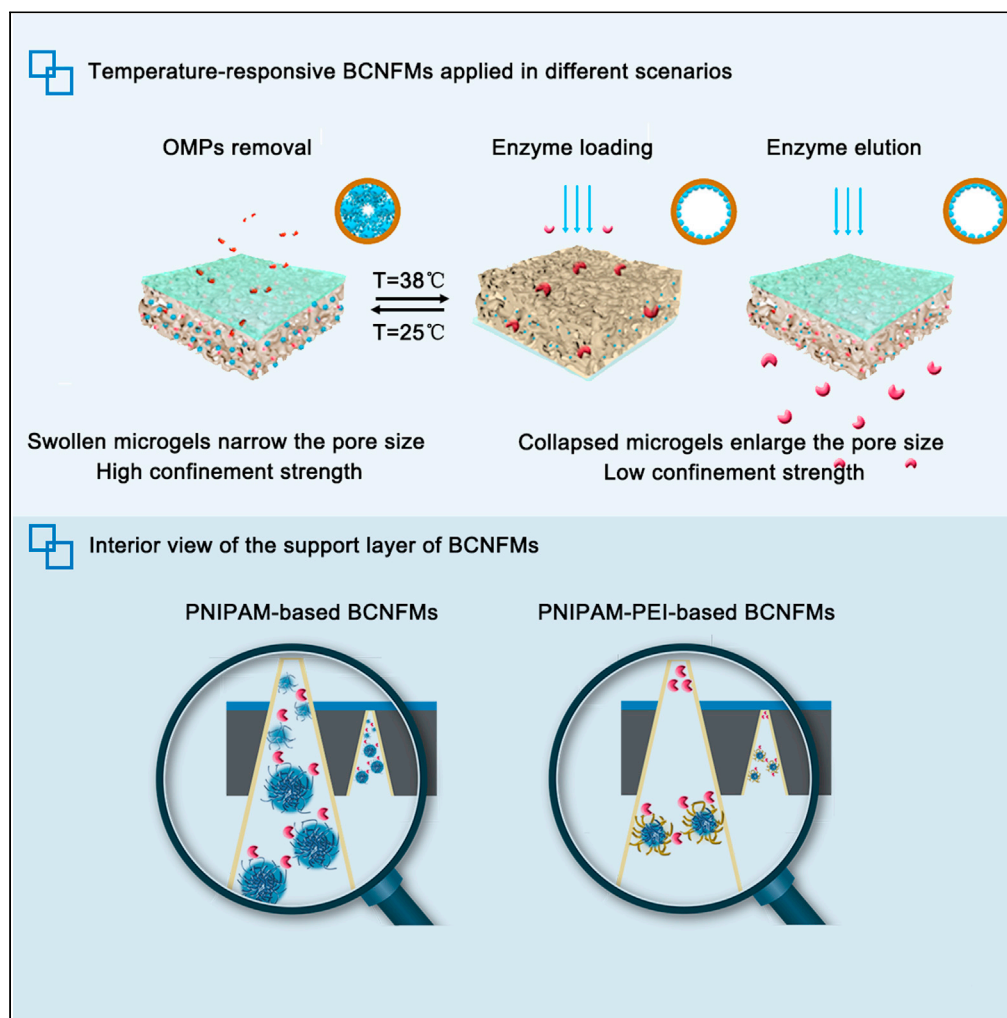 Temperature-responsive BCNFMs applied in different scenarios
OMPs removal
Enzyme loading
Enzyme elution
T=38℃
T=25℃
Swollen microgels narrow the pore size
High confinement strength
Collapsed microgels enlarge the pore size
Low confinement strength
Interior view of the support layer of BCNFMs
PNIPAM-based BCNFMs
PNIPAM-PEI-based BCNFMs